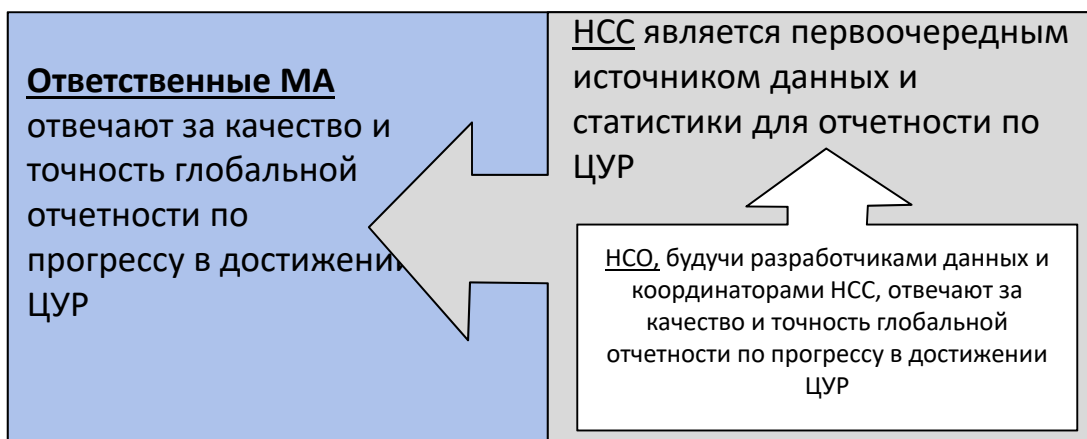 Ответственные МА
отвечают за качество и
точность глобальной
отчетности по
прогрессу в достижении
ЦУР
НСС является первоочередным
источником данных и
статистики для отчетности по
ЦУР
НСО, будучи разработчиками данных и
координаторами НСС, отвечают за
качество и точность глобальной
отчетности по прогрессу в достижении
ЦУР